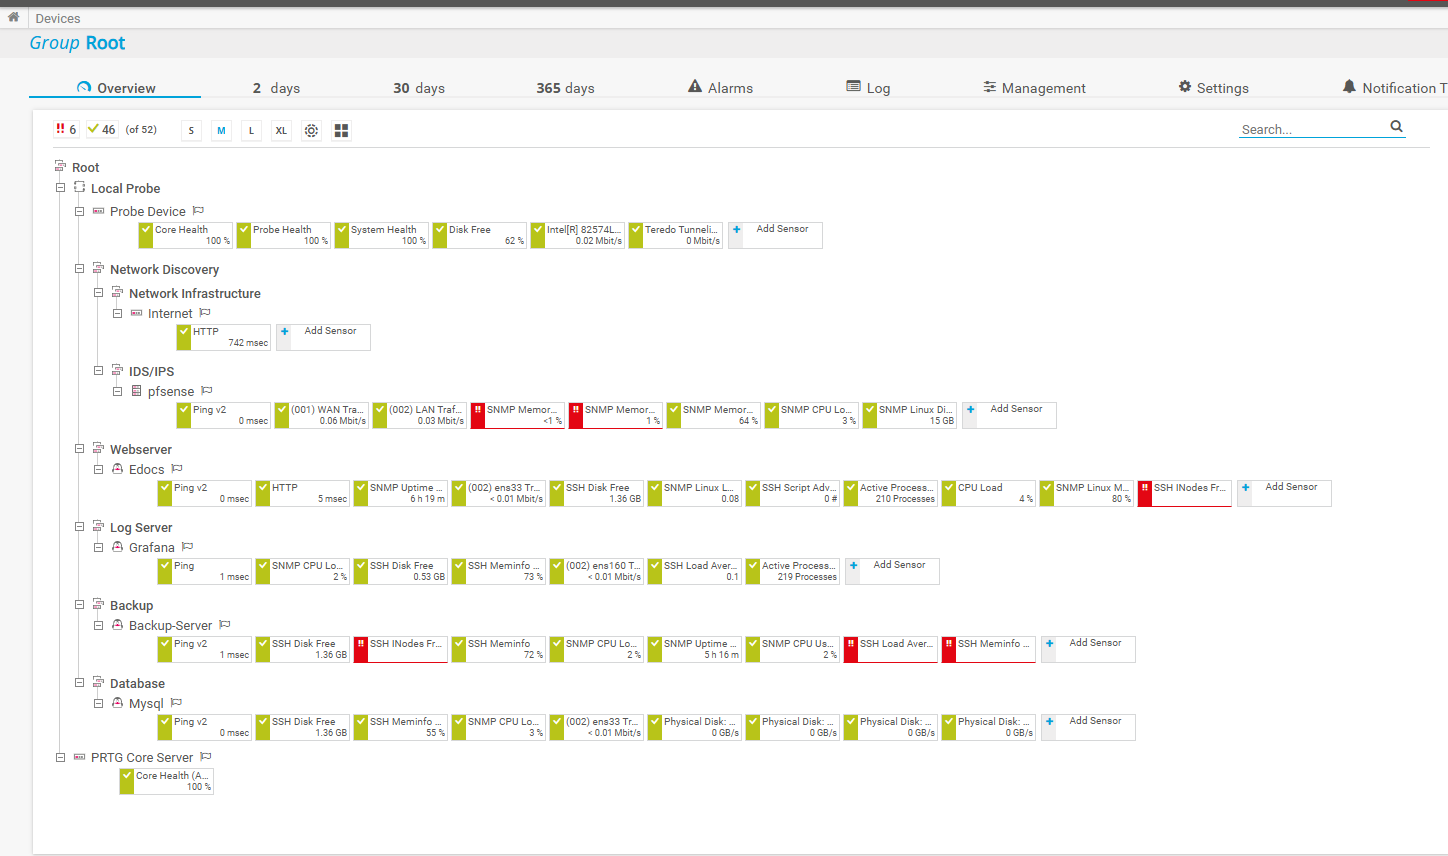 Devices
Group Root
Overview 2 days 30 days 365 days Alarms Log Management Settings Notification T
6 46 (of 52) S M L XL Search...
Root
Local Probe
Probe Device
Core Health Probe Health System Health Disk Free Intel[R] 82574L... Teredo Tunneli... Add Sensor
100 % 100 % 100 % 62 % 0.02 Mbit/s 0 Mbit/s
Network Discovery
Network Infrastructure
Internet
HTTP Add Sensor
742 msec
IDS/IPS
pfsense
Ping v2 (001) WAN Tra... (002) LAN Traf... SNMP Memor... SNMP Memor... SNMP Memor... SNMP CPU Lo... SNMP Linux Di... Add Sensor
0 msec 0.06 Mbit/s 0.03 Mbit/s <1 % 1 % 64 % 3 % 15 GB
Webserver
Edocs
Ping v2 HTTP SNMP Uptime ... (002) ens33 Tr... SSH Disk Free SNMP Linux L... SSH Script Adv... Active Process... CPU Load SNMP Linux M... SSH INodes Fr... Add Sensor
0 msec 5 msec 6 h 19 m < 0.01 Mbit/s 1.36 GB 0.08 0 # 210 Processes 4 % 80 %
Log Server
Grafana
Ping SNMP CPU Lo... SSH Disk Free SSH Meminfo ... (002) ens160 T... SSH Load Aver... Active Process... Add Sensor
1 msec 2 % 0.53 GB 73 % < 0.01 Mbit/s 0.1 219 Processes
Backup
Backup-Server
Ping v2 SSH Disk Free SSH INodes Fr... SSH Meminfo SNMP CPU Lo... SNMP Uptime ... SNMP CPU Us... SSH Load Aver... SSH Meminfo ... Add Sensor
1 msec 1.36 GB 72 % 2 % 5 h 16 m 2 %
Database
Mysql
Ping v2 SSH Disk Free SSH Meminfo ... SNMP CPU Lo... (002) ens33 Tr... Physical Disk: ... Physical Disk: ... Physical Disk: ... Physical Disk: ... Add Sensor
0 msec 1.36 GB 55 % 3 % < 0.01 Mbit/s 0 GB/s 0 GB/s 0 GB/s 0 GB/s
PRTG Core Server
Core Health (A...
100 %